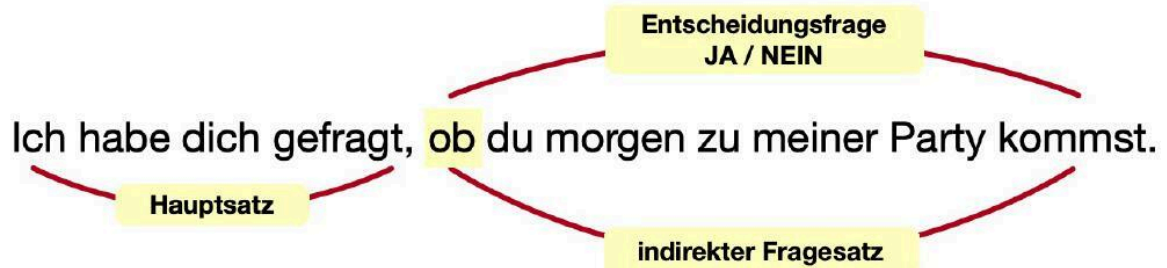 Entscheidungsfrage
JA / NEIN
Ich habe dich gefragt, ob du morgen zu meiner Party kommst.
Hauptsatz
indirekter Fragesatz